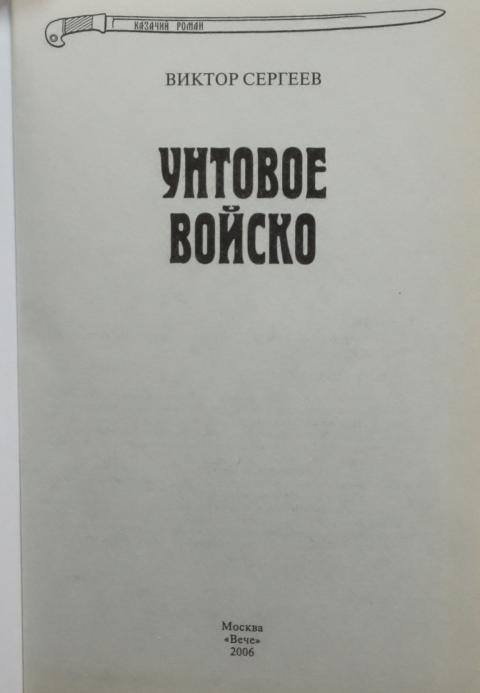 КАЗАЧИЙ РОМАН
ВИКТОР СЕРГЕЕВ
УНТОВОЕ
ВОЙСКО
Москва
«Вече»
2006